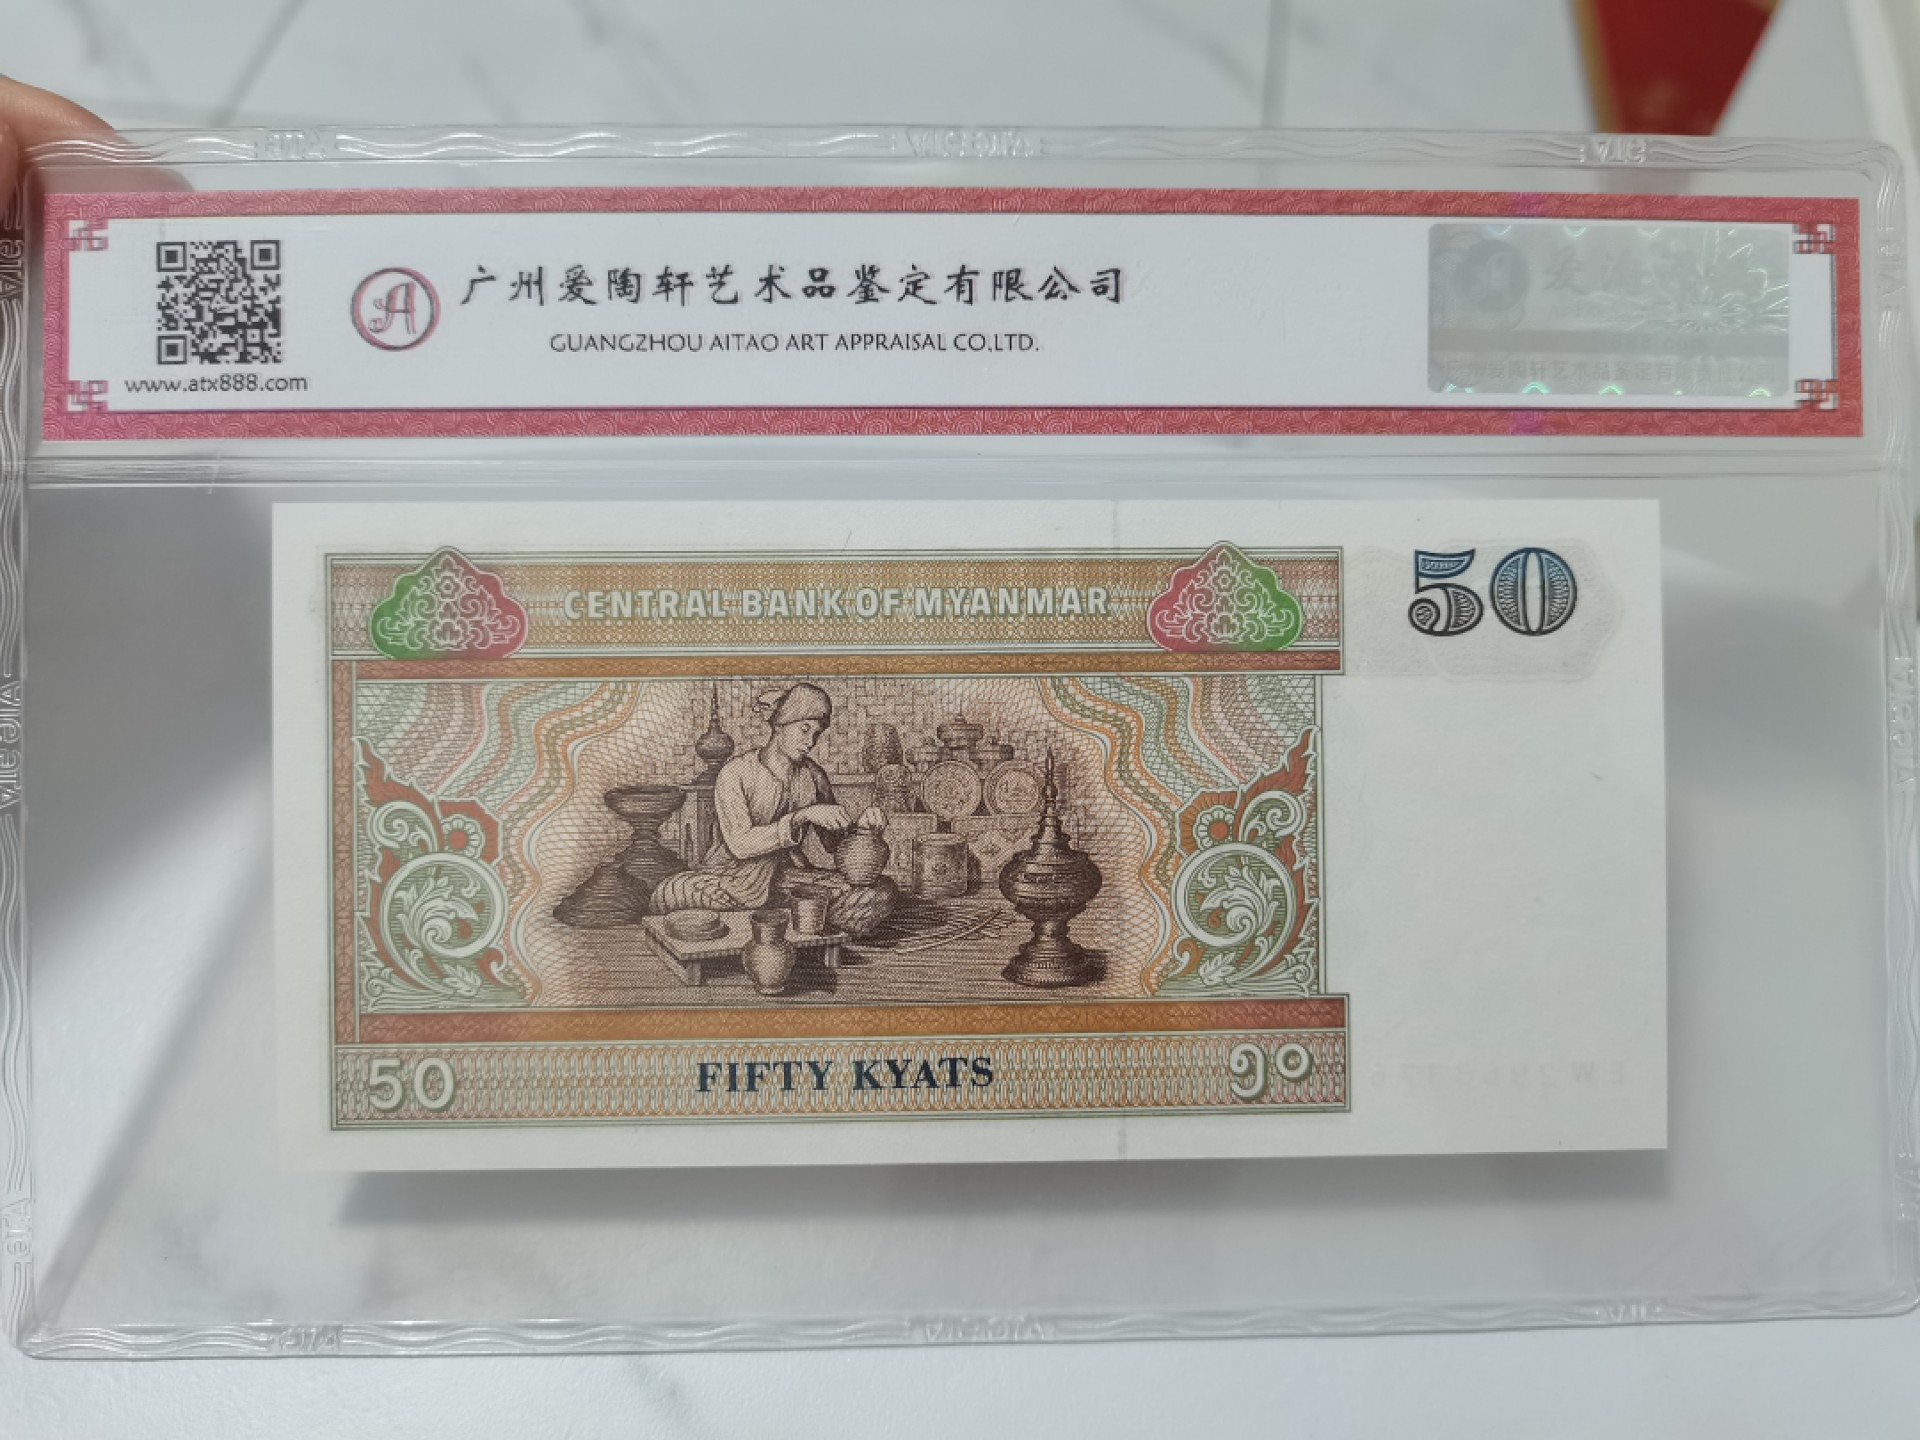 广州爱陶轩艺术品鉴定有限公司
GUANGZHOU AITAO ART APPRAISAL CO.,LTD.
www.atx888.com
CENTRAL BANK OF MYANMAR
50
50
FIFTY KYATS
၅၀